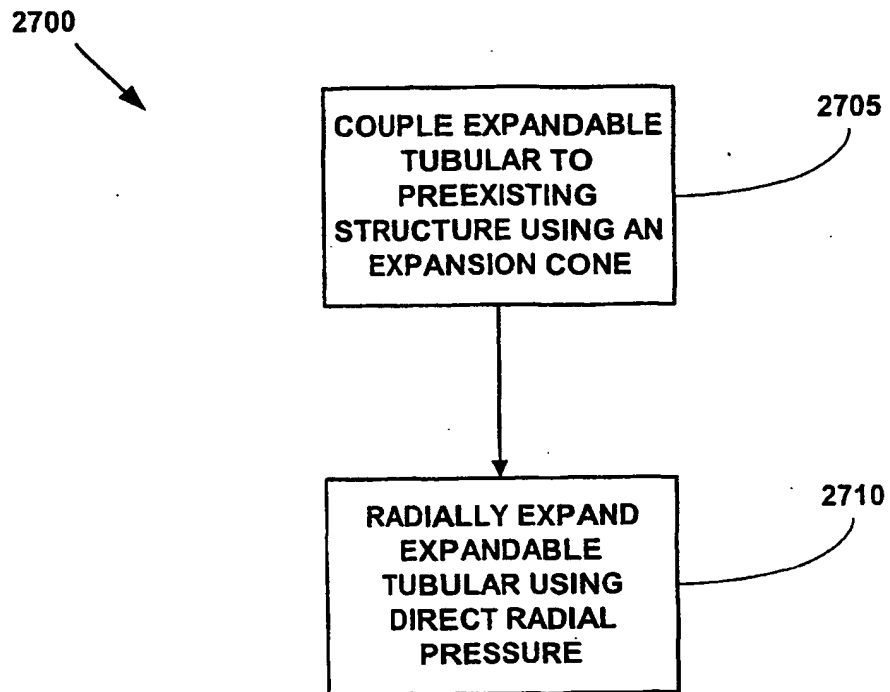 2700
COUPLE EXPANDABLE
TUBULAR TO
PREEXISTING
STRUCTURE USING AN
EXPANSION CONE
2705
RADIALLY EXPAND
EXPANDABLE
TUBULAR USING
DIRECT RADIAL
PRESSURE
2710